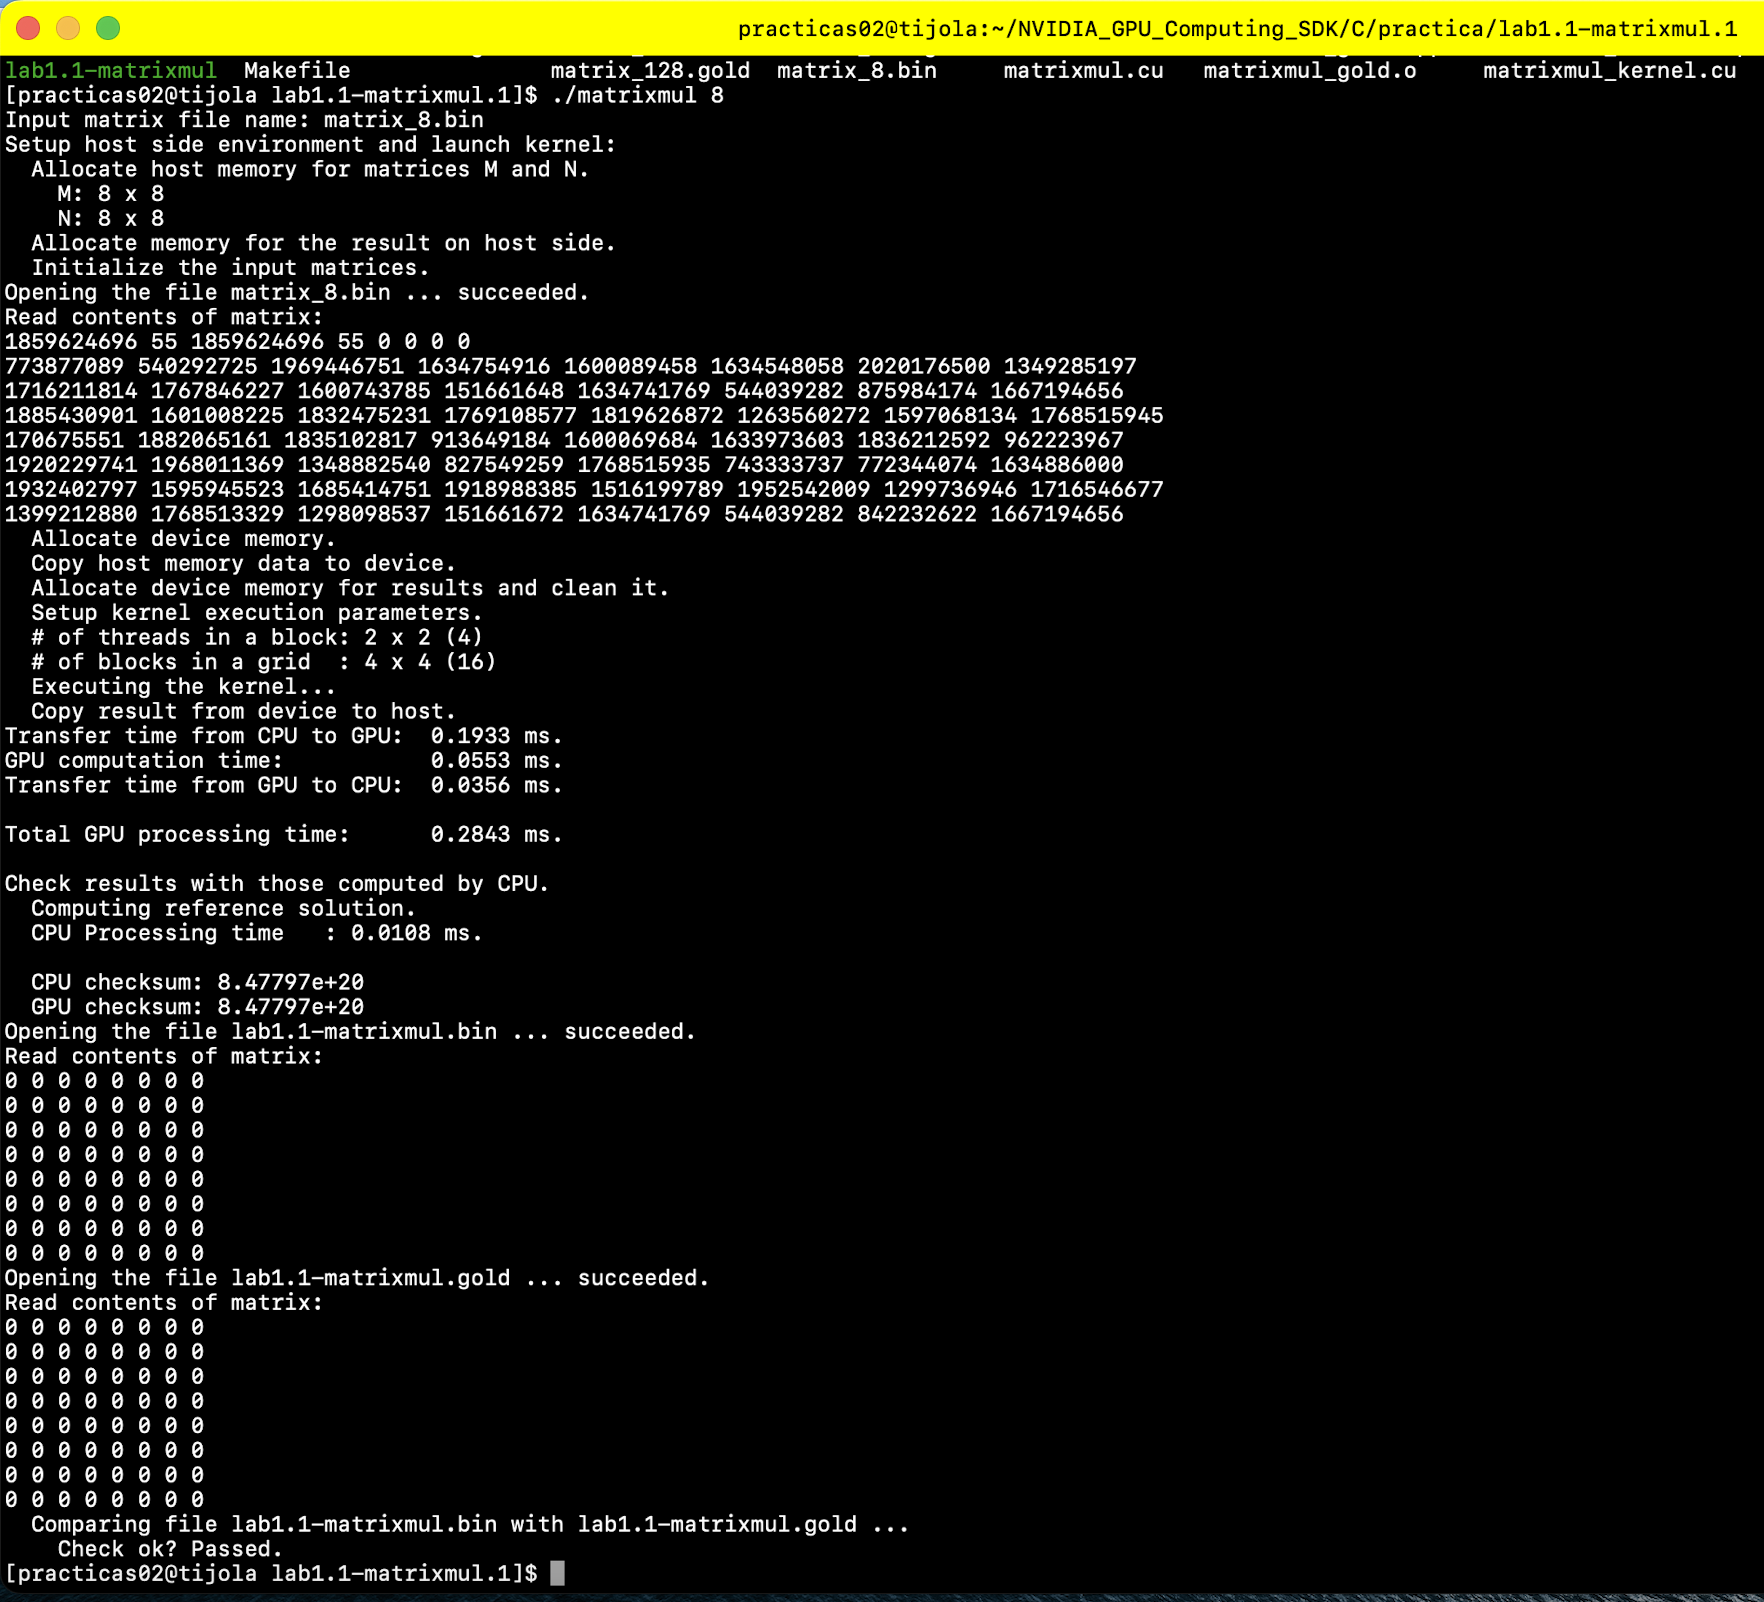 practicas02@tijola:~/NVIDIA_GPU_Computing_SDK/C/practica/lab1.1-matrixmul.1
lab1.1-matrixmul  Makefile               matrix_128.gold  matrix_8.bin     matrixmul.cu   matrixmul_gold.o     matrixmul_kernel.cu
[practicas02@tijola lab1.1-matrixmul.1]$ ./matrixmul 8
Input matrix file name: matrix_8.bin
Setup host side environment and launch kernel:
  Allocate host memory for matrices M and N.
    M: 8 x 8
    N: 8 x 8
  Allocate memory for the result on host side.
  Initialize the input matrices.
Opening the file matrix_8.bin ... succeeded.
Read contents of matrix:
1859624696 55 1859624696 55 0 0 0 0
773877089 540292725 1969446751 1634754916 1600089458 1634548058 2020176500 1349285197
1716211814 1767846227 1600743785 151661648 1634741769 544039282 875984174 1667194656
1885430901 1601008225 1832475231 1769108577 1819626872 1263560272 1597068134 1768515945
170675551 1882065161 1835102817 913649184 1600069684 1633973603 1836212592 962223967
1920229741 1968011369 1348882540 827549259 1768515935 743333737 772344074 1634886000
1932402797 1595945523 1685414751 1918988385 1516199789 1952542009 1299736946 1716546677
1399212880 1768513329 1298098537 151661672 1634741769 544039282 842232622 1667194656
  Allocate device memory.
  Copy host memory data to device.
  Allocate device memory for results and clean it.
  Setup kernel execution parameters.
  # of threads in a block: 2 x 2 (4)
  # of blocks in a grid  : 4 x 4 (16)
  Executing the kernel...
  Copy result from device to host.
Transfer time from CPU to GPU:  0.1933 ms.
GPU computation time:           0.0553 ms.
Transfer time from GPU to CPU:  0.0356 ms.
Total GPU processing time:      0.2843 ms.
Check results with those computed by CPU.
  Computing reference solution.
  CPU Processing time   : 0.0108 ms.
  CPU checksum: 8.47797e+20
  GPU checksum: 8.47797e+20
Opening the file lab1.1-matrixmul.bin ... succeeded.
Read contents of matrix:
0 0 0 0 0 0 0 0
0 0 0 0 0 0 0 0
0 0 0 0 0 0 0 0
0 0 0 0 0 0 0 0
0 0 0 0 0 0 0 0
0 0 0 0 0 0 0 0
0 0 0 0 0 0 0 0
0 0 0 0 0 0 0 0
Opening the file lab1.1-matrixmul.gold ... succeeded.
Read contents of matrix:
0 0 0 0 0 0 0 0
0 0 0 0 0 0 0 0
0 0 0 0 0 0 0 0
0 0 0 0 0 0 0 0
0 0 0 0 0 0 0 0
0 0 0 0 0 0 0 0
0 0 0 0 0 0 0 0
0 0 0 0 0 0 0 0
  Comparing file lab1.1-matrixmul.bin with lab1.1-matrixmul.gold ...
    Check ok? Passed.
[practicas02@tijola lab1.1-matrixmul.1]$